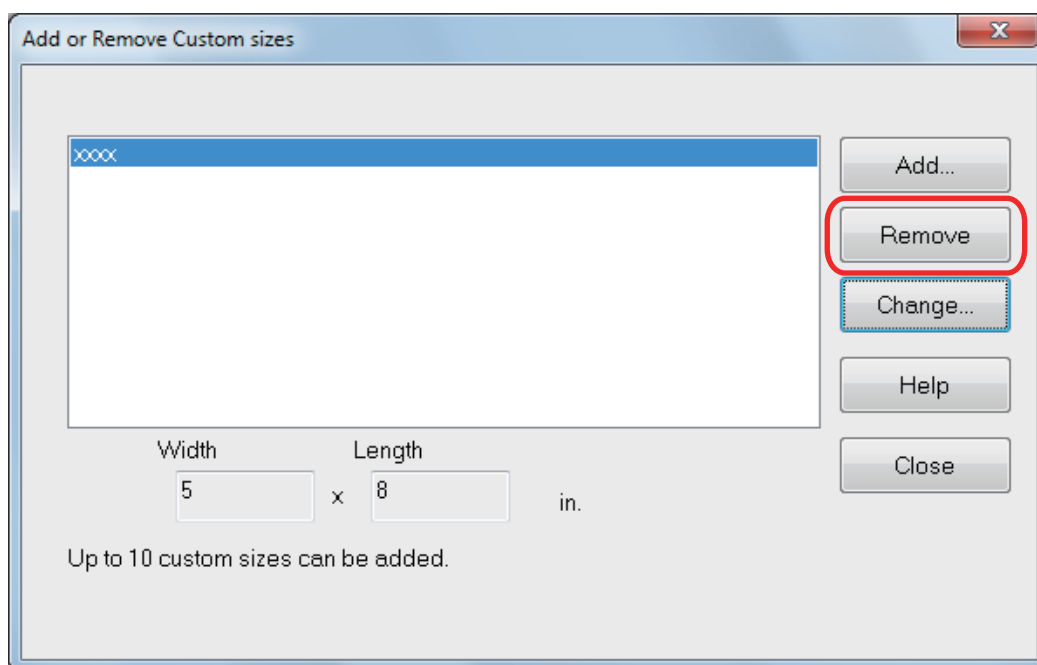 Add or Remove Custom sizes
xxxx
Add...
Remove
Change...
Help
Close
Width Length
5 x 8 in.
Up to 10 custom sizes can be added.